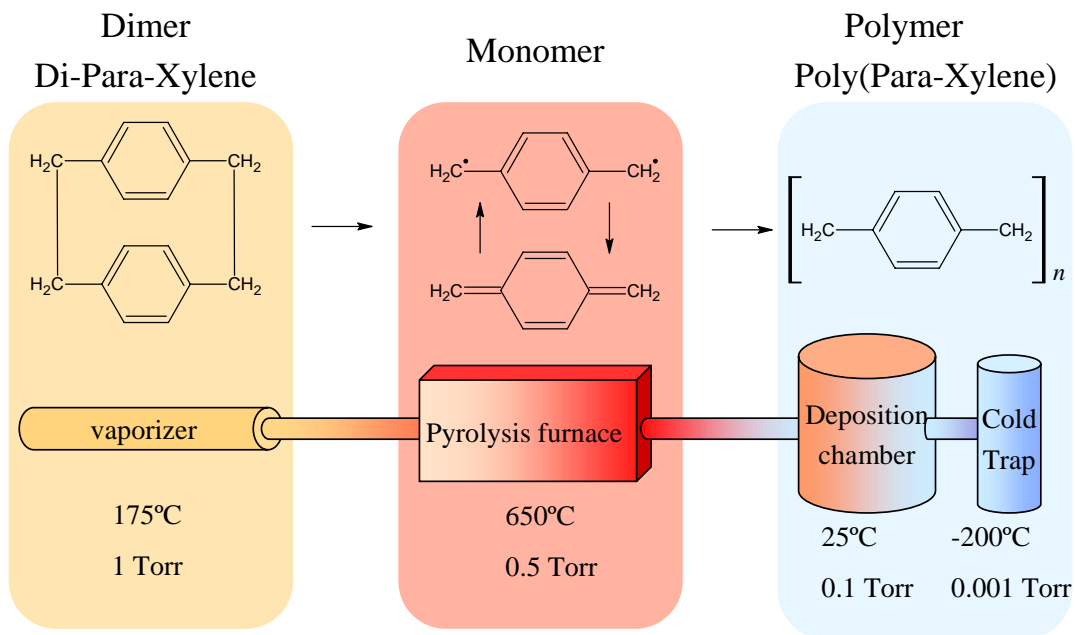 Dimer
Di-Para-Xylene
Monomer
Polymer
Poly(Para-Xylene)
H₂C
CH₂
H₂C
CH₂
H₂C•
CH₂•
H₂C
CH₂
H₂C
CH₂
n
vaporizer
Pyrolysis furnace
Deposition
chamber
Cold
Trap
175ºC
1 Torr
650ºC
0.5 Torr
25ºC
0.1 Torr
-200ºC
0.001 Torr